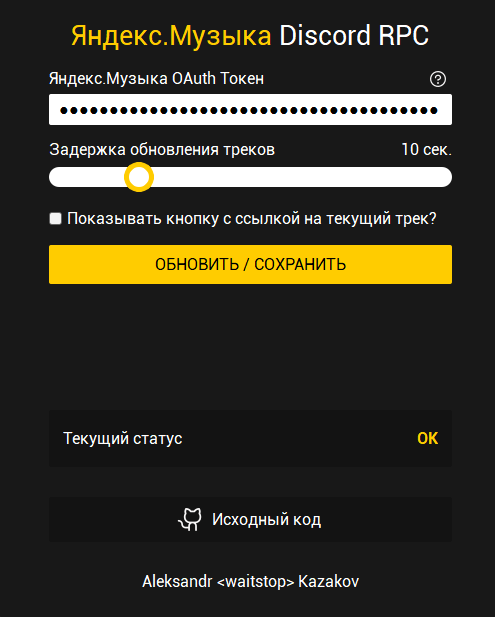 Яндекс.Музыка Discord RPC
Яндекс.Музыка OAuth Токен
••••••••••••••••••••••••••••••••••••••
Задержка обновления треков 10 сек.
Показывать кнопку с ссылкой на текущий трек?
ОБНОВИТЬ / СОХРАНИТЬ
Текущий статус OK
Исходный код
Aleksandr <waitstop> Kazakov